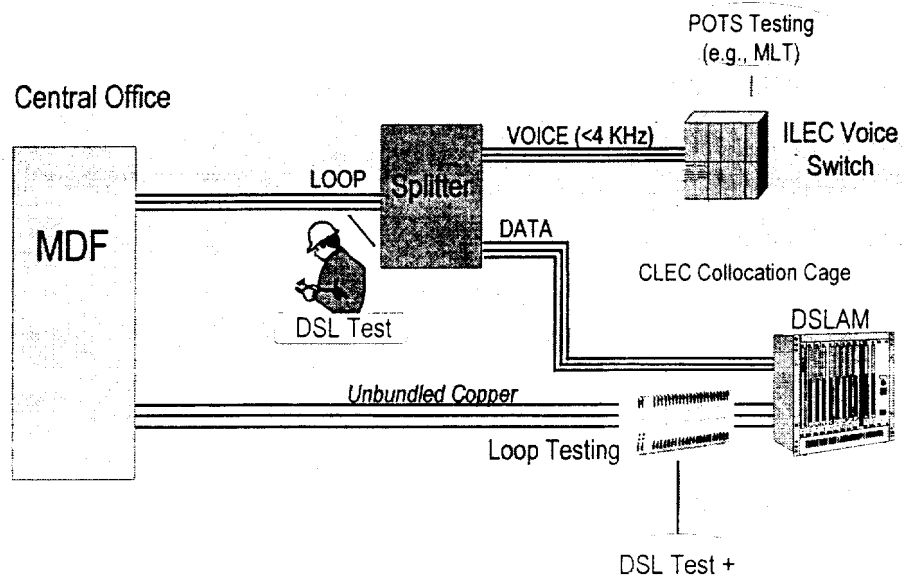 POTS Testing
(e.g., MLT)
Central Office
VOICE (<4 KHz)
ILEC Voice
Switch
LOOP
Splitter
MDF
DATA
CLEC Collocation Cage
DSL Test
DSLAM
Unbundled Copper
Loop Testing
DSL Test +